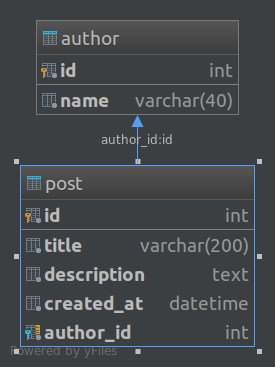 author
id int
name varchar(40)
author_id:id
post
id int
title varchar(200)
description text
created_at datetime
author_id int
Powered by yFiles